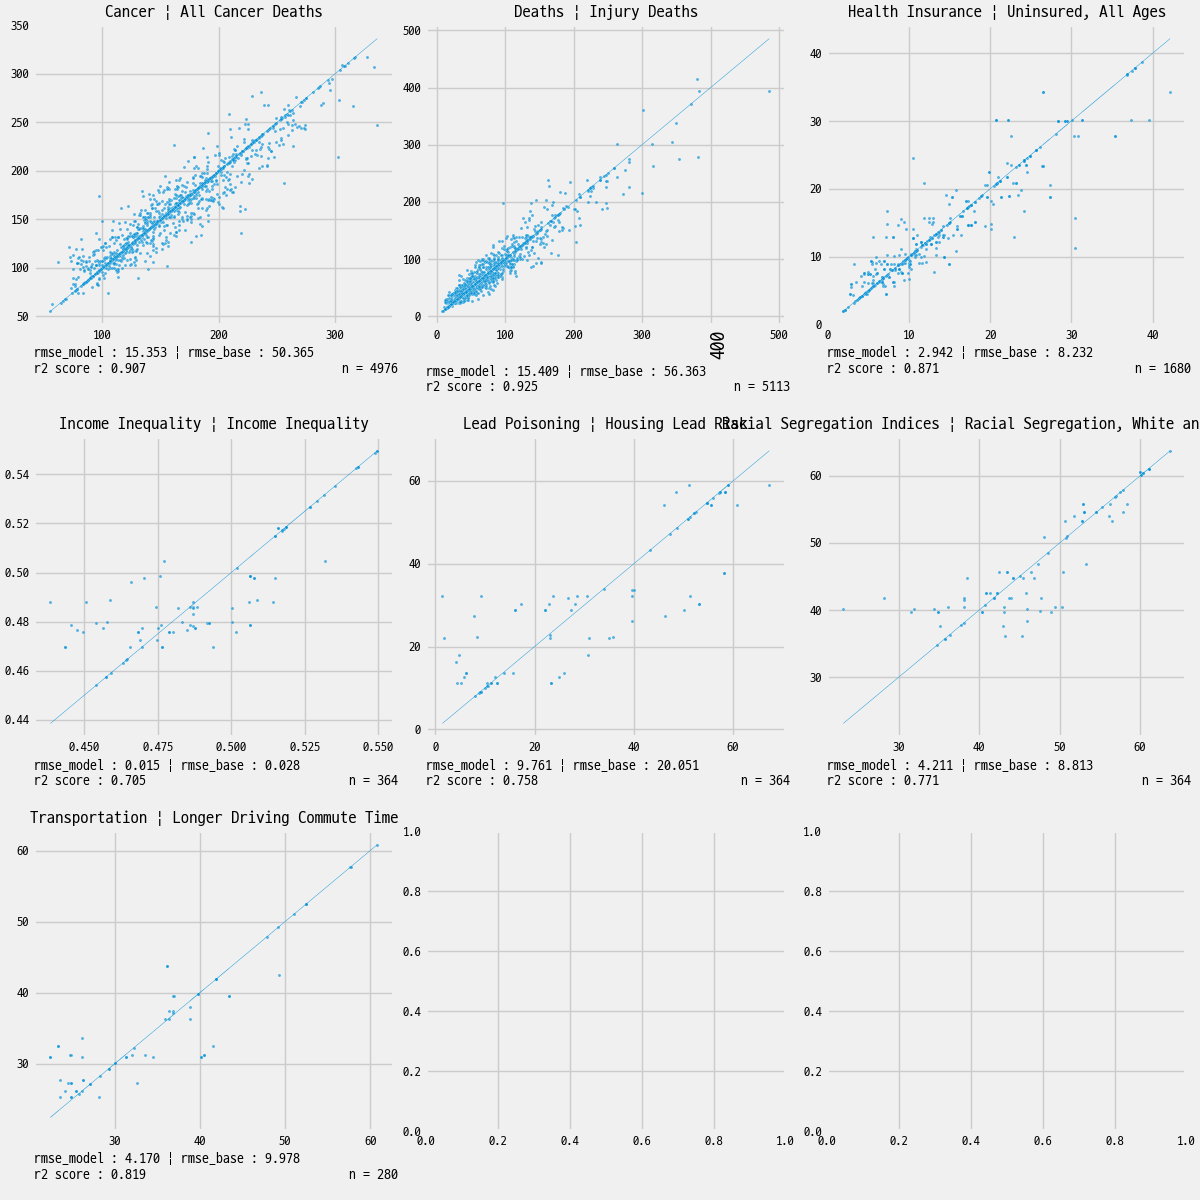 Cancer ¦ All Cancer Deaths
350
300
250
200
150
100
50
100 200 300
rmse_model : 15.353 ¦ rmse_base : 50.365
r2 score : 0.907 n = 4976
Deaths ¦ Injury Deaths
500
400
300
200
100
0
0 100 200 300 400 500
rmse_model : 15.409 ¦ rmse_base : 56.363
r2 score : 0.925 n = 5113
Health Insurance ¦ Uninsured, All Ages
40
30
20
10
0
0 10 20 30 40
rmse_model : 2.942 ¦ rmse_base : 8.232
r2 score : 0.871 n = 1680
Income Inequality ¦ Income Inequality
0.54
0.52
0.50
0.48
0.46
0.44
0.450 0.475 0.500 0.525 0.550
rmse_model : 0.015 ¦ rmse_base : 0.028
r2 score : 0.705 n = 364
Lead Poisoning ¦ Housing Lead Risk
60
40
20
0
0 20 40 60
rmse_model : 9.761 ¦ rmse_base : 20.051
r2 score : 0.758 n = 364
Racial Segregation Indices ¦ Racial Segregation, White an
60
50
40
30
30 40 50 60
rmse_model : 4.211 ¦ rmse_base : 8.813
r2 score : 0.771 n = 364
Transportation ¦ Longer Driving Commute Time
60
50
40
30
30 40 50 60
rmse_model : 4.170 ¦ rmse_base : 9.978
r2 score : 0.819 n = 280
1.0
0.8
0.6
0.4
0.2
0.0
0.0 0.2 0.4 0.6 0.8 1.0
1.0
0.8
0.6
0.4
0.2
0.0
0.0 0.2 0.4 0.6 0.8 1.0